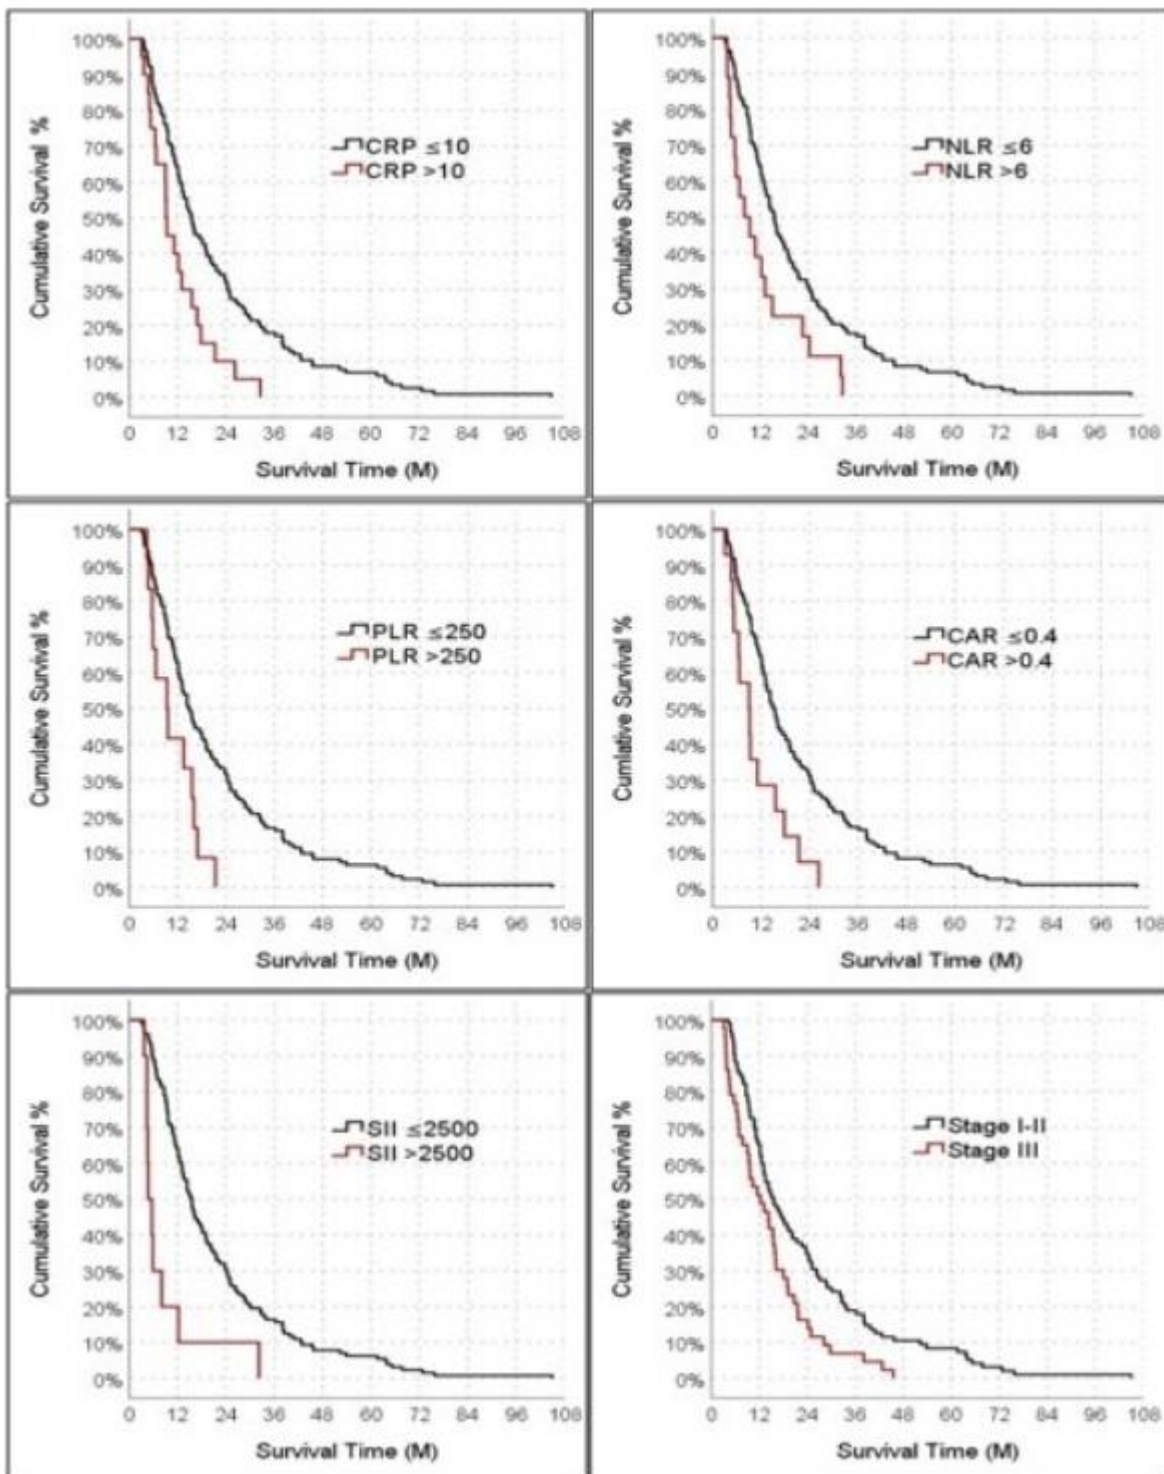 Cumulative Survival %
100%
90%
80%
70%
60%
50%
40%
30%
20%
10%
0%
CRP ≤10
CRP >10
0 12 24 36 48 60 72 84 96 108
Survival Time (M)
Cumulative Survival %
100%
90%
80%
70%
60%
50%
40%
30%
20%
10%
0%
NLR ≤6
NLR >6
0 12 24 36 48 60 72 84 96 108
Survival Time (M)
Cumulative Survival %
100%
90%
80%
70%
60%
50%
40%
30%
20%
10%
0%
PLR ≤250
PLR >250
0 12 24 36 48 60 72 84 96 108
Survival Time (M)
Cumlative Survival %
100%
90%
80%
70%
60%
50%
40%
30%
20%
10%
0%
CAR ≤0.4
CAR >0.4
0 12 24 36 48 60 72 84 96 108
Survival Time (M)
Cumulative Survival %
100%
90%
80%
70%
60%
50%
40%
30%
20%
10%
0%
SII ≤2500
SII >2500
0 12 24 36 48 60 72 84 96 108
Survival Time (M)
Cumulative Survival %
100%
90%
80%
70%
60%
50%
40%
30%
20%
10%
0%
Stage I-II
Stage III
0 12 24 36 48 60 72 84 96 108
Survival Time (M)